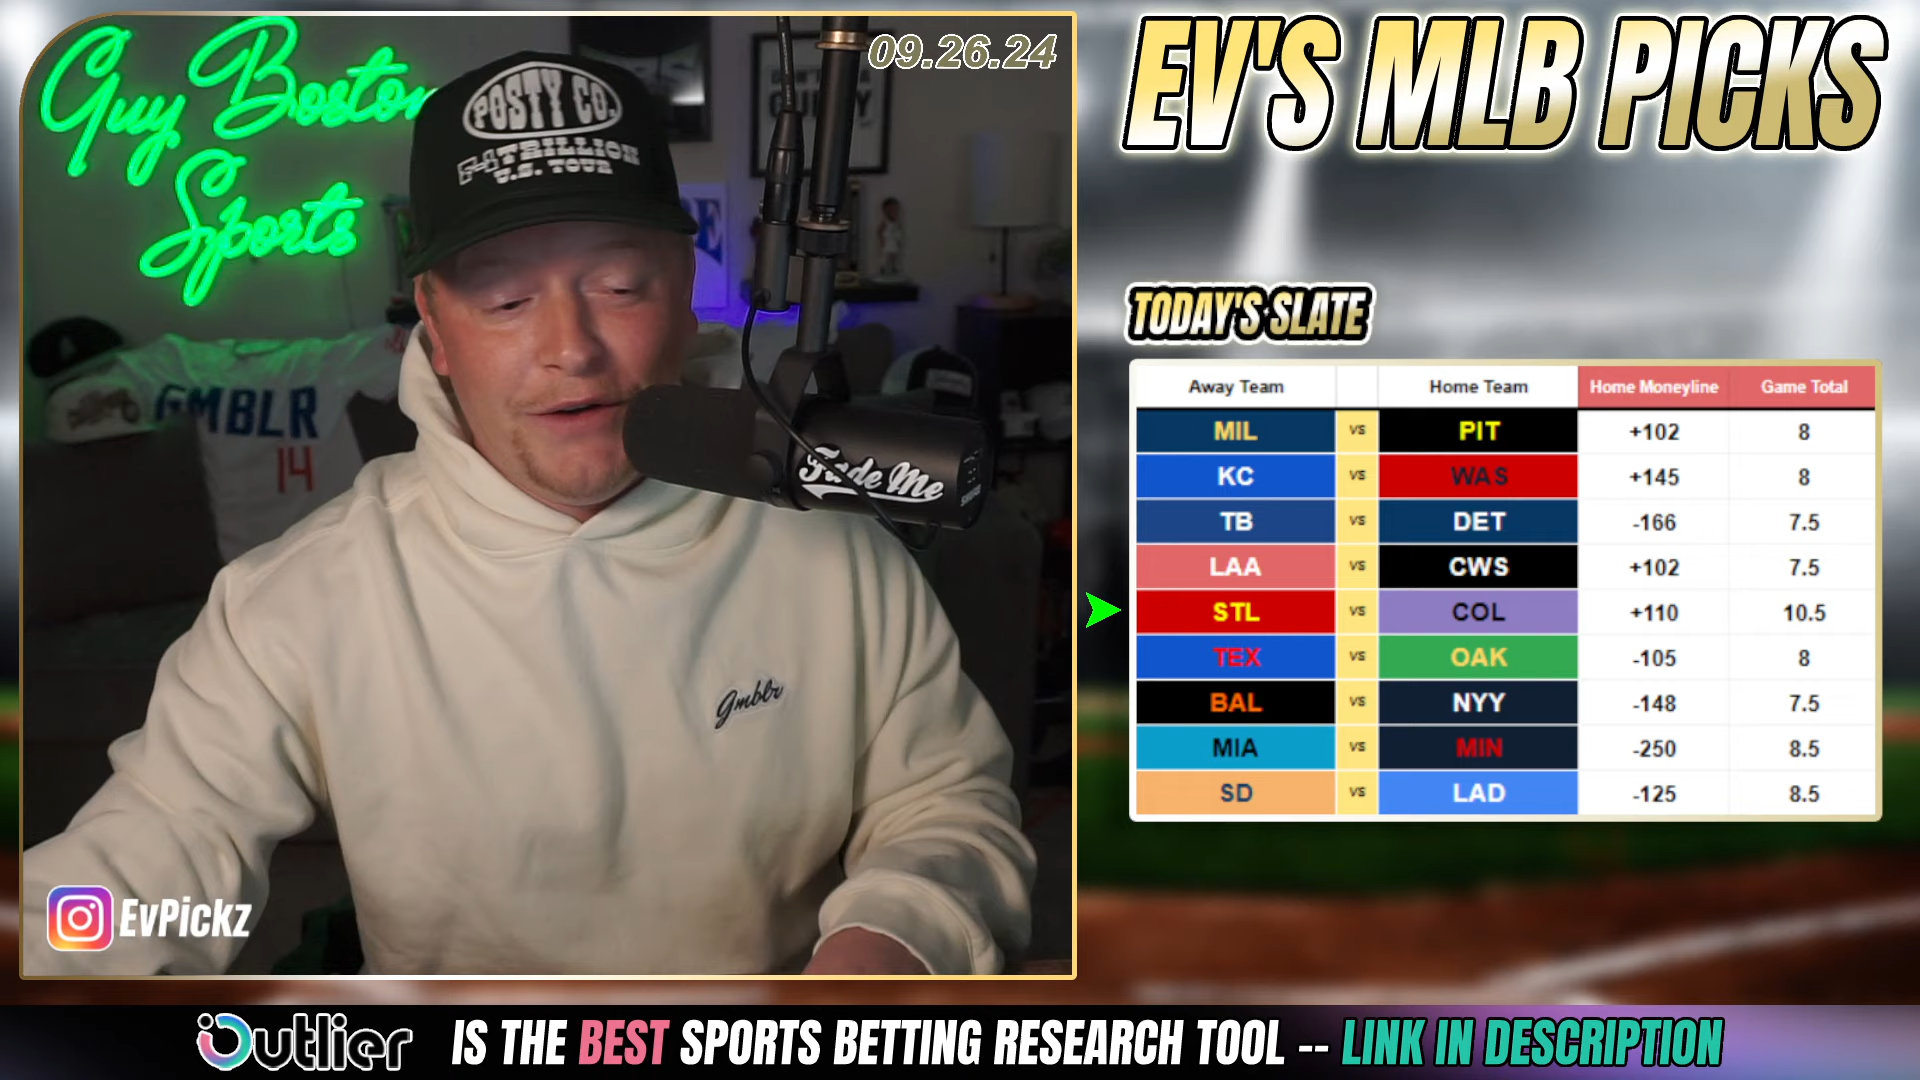 Guy Boston
Sports
09.26.24
POSTY CO.
F-1 TRILLION
U.S. TOUR
GMBLR
14
Fade Me
Gmblr
EvPickz
EV'S MLB PICKS
TODAY'S SLATE
Away Team Home Team Home Moneyline Game Total
MIL vs PIT +102 8
KC vs WAS +145 8
TB vs DET -166 7.5
LAA vs CWS +102 7.5
STL vs COL +110 10.5
TEX vs OAK -105 8
BAL vs NYY -148 7.5
MIA vs MIN -250 8.5
SD vs LAD -125 8.5
Outlier IS THE BEST SPORTS BETTING RESEARCH TOOL -- LINK IN DESCRIPTION